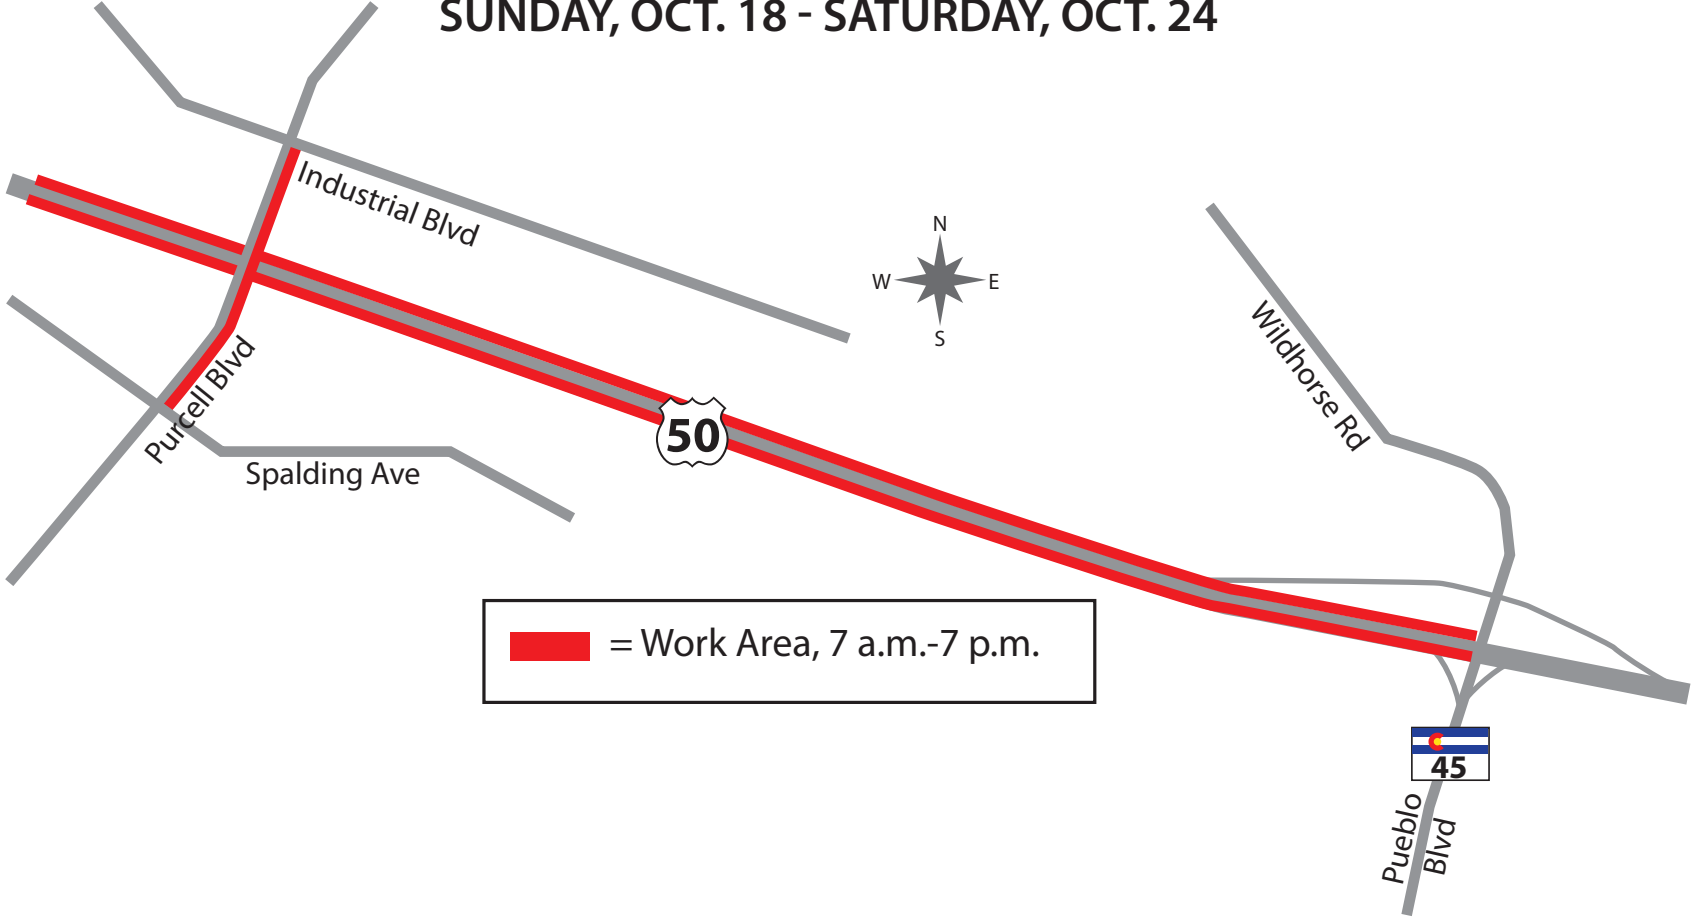 SUNDAY, OCT. 18 - SATURDAY, OCT. 24
Industrial Blvd
N
W
E
S
Wildhorse Rd
Purcell Blvd
50
Spalding Ave
= Work Area, 7 a.m.-7 p.m.
45
Pueblo
Blvd